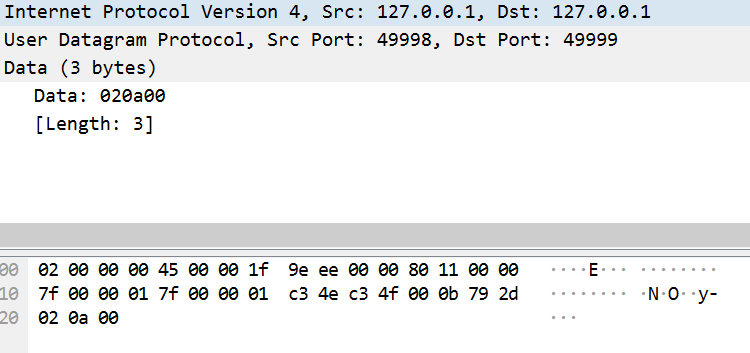 Internet Protocol Version 4, Src: 127.0.0.1, Dst: 127.0.0.1
User Datagram Protocol, Src Port: 49998, Dst Port: 49999
Data (3 bytes)
Data: 020a00
[Length: 3]
00 02 00 00 00 45 00 00 1f 9e ee 00 00 80 11 00 00 ····E··· ········
10 7f 00 00 01 7f 00 00 01 c3 4e c3 4f 00 0b 79 2d ········ ·N·O··y-
20 02 0a 00 ···